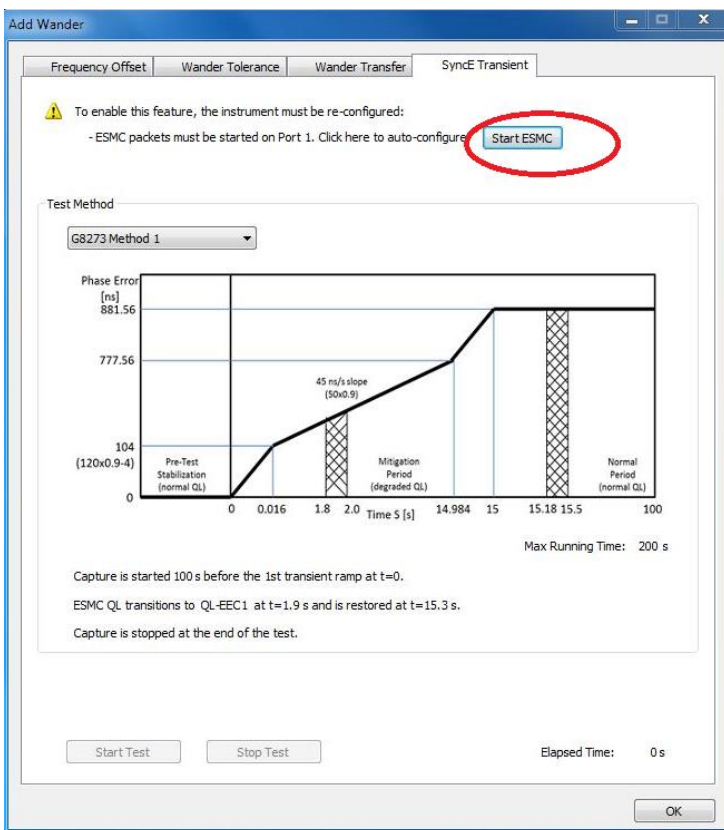 Add Wander
Frequency Offset Wander Tolerance Wander Transfer SyncE Transient
To enable this feature, the instrument must be re-configured:
- ESMC packets must be started on Port 1. Click here to auto-configure Start ESMC
Test Method
G8273 Method 1
Phase Error
[ns]
881.56
777.56
45 ns/s slope
(50x0.9)
104
(120x0.9-4)
Pre-Test
Stabilization
(normal QL)
Mitigation
Period
(degraded QL)
Normal
Period
(normal QL)
0
0 0.016 1.8 2.0 Time S [s] 14.984 15 15.18 15.5 100
Max Running Time: 200 s
Capture is started 100 s before the 1st transient ramp at t=0.
ESMC QL transitions to QL-EEC1 at t=1.9 s and is restored at t=15.3 s.
Capture is stopped at the end of the test.
Start Test Stop Test Elapsed Time: 0 s
OK